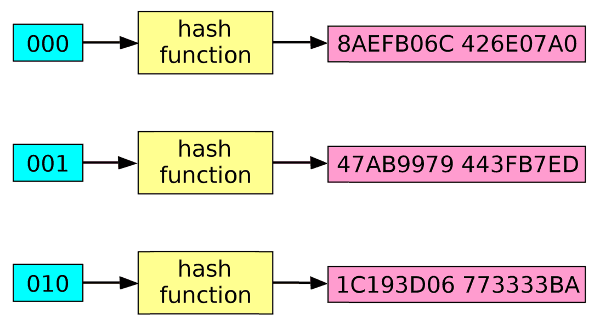 000
hash
function
8AEFB06C 426E07A0
001
hash
function
47AB9979 443FB7ED
010
hash
function
1C193D06 773333BA